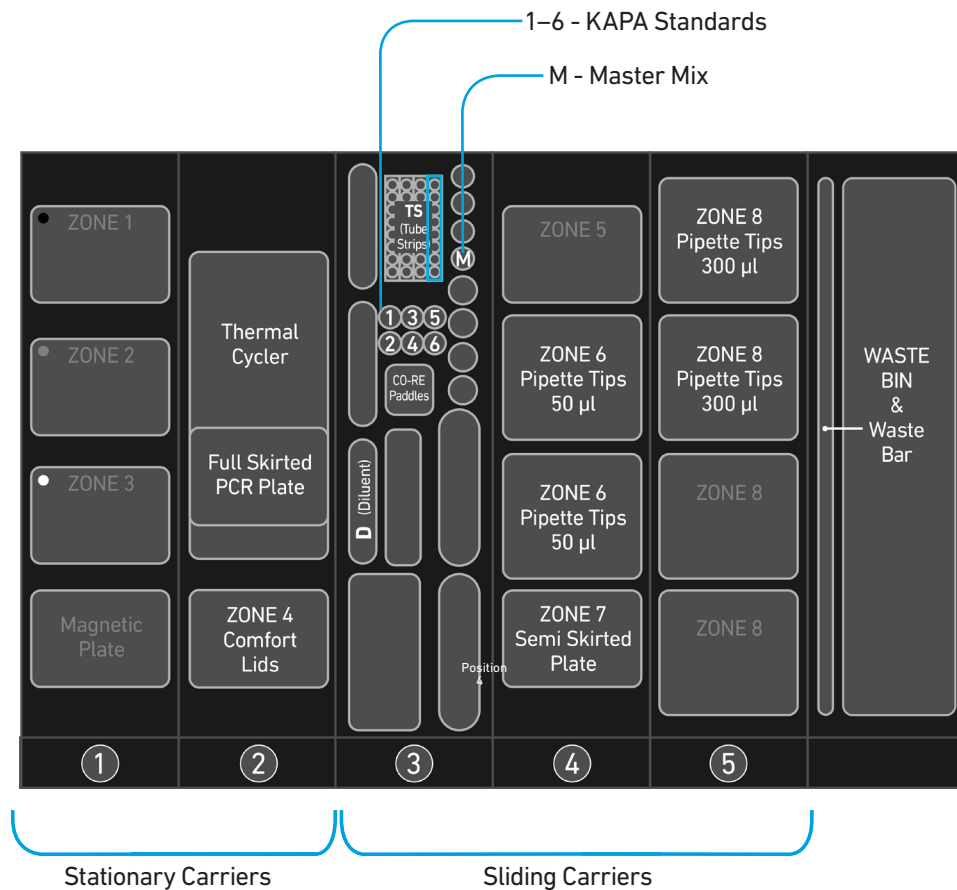 1–6 - KAPA Standards
M - Master Mix
ZONE 1
ZONE 2
ZONE 3
Magnetic
Plate
Thermal
Cycler
Full Skirted
PCR Plate
ZONE 4
Comfort
Lids
TS
(Tube
Strips)
M
1 3 5
2 4 6
CO-RE
Paddles
D (Diluent)
Position
4
ZONE 5
ZONE 6
Pipette Tips
50 µl
ZONE 6
Pipette Tips
50 µl
ZONE 7
Semi Skirted
Plate
ZONE 8
Pipette Tips
300 µl
ZONE 8
Pipette Tips
300 µl
ZONE 8
ZONE 8
WASTE
BIN
&
Waste
Bar
1 2 3 4 5
Stationary Carriers
Sliding Carriers